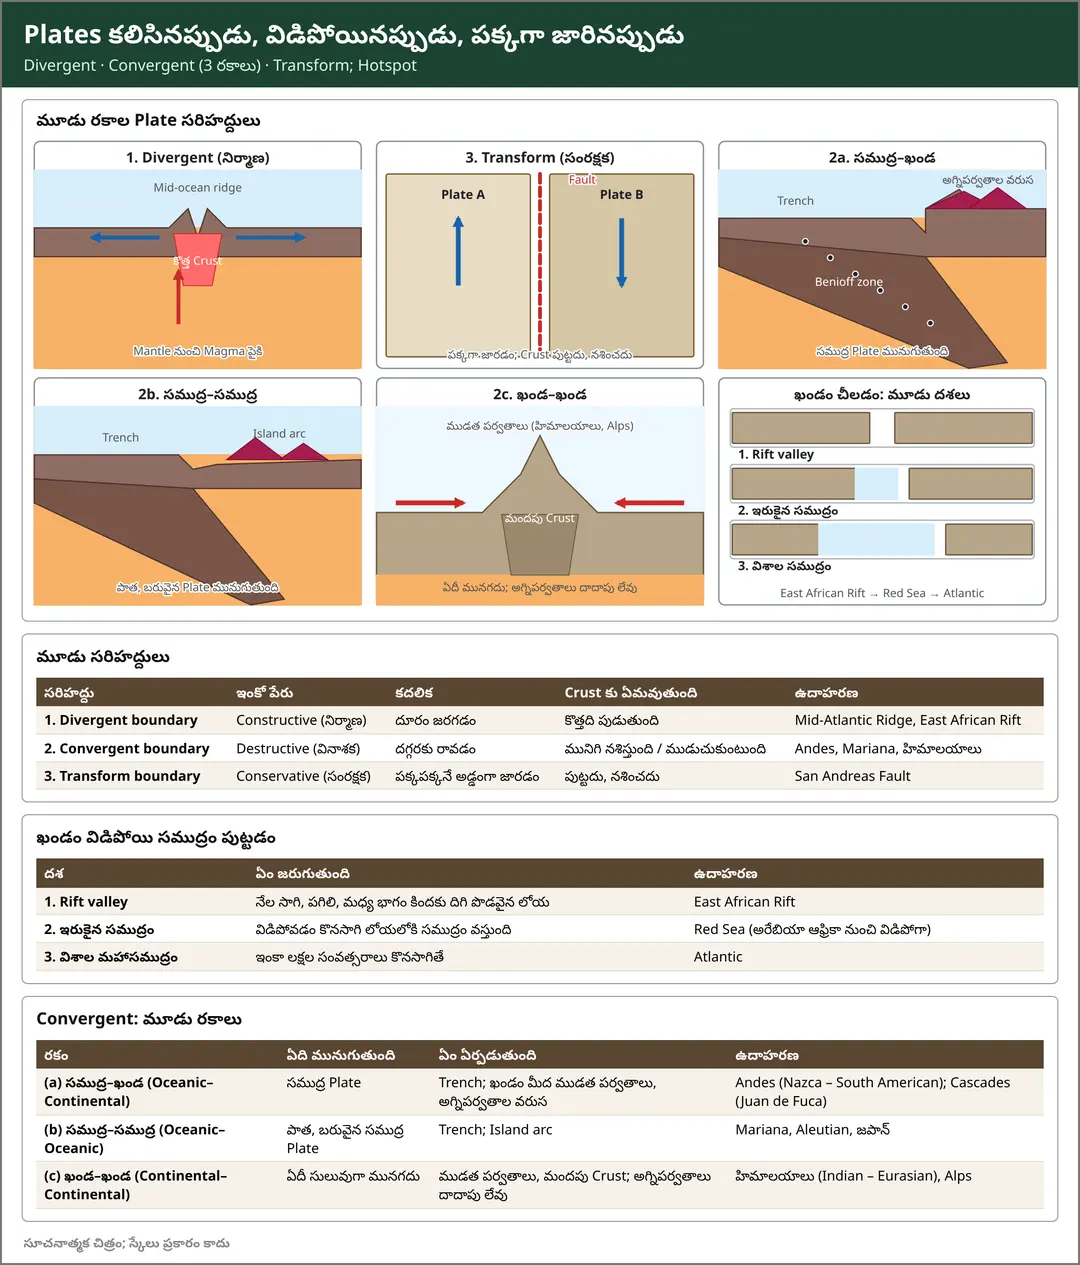 Plates కలిసినప్పుడు, విడిపోయినప్పుడు, పక్కగా జారినప్పుడు
Divergent · Convergent (3 రకాలు) · Transform; Hotspot
మూడు రకాల Plate సరిహద్దులు
1. Divergent (నిర్మాణ)
Mid-ocean ridge
కొత్త Crust
Mantle నుంచి Magma పైకి
3. Transform (సంరక్షక)
Fault
Plate A
Plate B
పక్కగా జారడం; Crust పుట్టదు, నశించదు
2a. సముద్ర–ఖండ
అగ్నిపర్వతాల వరుస
Trench
Benioff zone
సముద్ర Plate మునుగుతుంది
2b. సముద్ర–సముద్ర
Trench
Island arc
పాత, బరువైన Plate మునుగుతుంది
2c. ఖండ–ఖండ
ముడత పర్వతాలు (హిమాలయాలు, Alps)
మందపు Crust
ఏదీ మునగదు; అగ్నిపర్వతాలు దాదాపు లేవు
ఖండం చీలడం: మూడు దశలు
1. Rift valley
2. ఇరుకైన సముద్రం
3. విశాల సముద్రం
East African Rift → Red Sea → Atlantic
మూడు సరిహద్దులు
సరిహద్దు ఇంకో పేరు కదలిక Crust కు ఏమవుతుంది ఉదాహరణ
1. Divergent boundary Constructive (నిర్మాణ) దూరం జరగడం కొత్తది పుడుతుంది Mid-Atlantic Ridge, East African Rift
2. Convergent boundary Destructive (వినాశక) దగ్గరకు రావడం మునిగి నశిస్తుంది / ముడుచుకుంటుంది Andes, Mariana, హిమాలయాలు
3. Transform boundary Conservative (సంరక్షక) పక్కపక్కనే అడ్డంగా జారడం పుట్టదు, నశించదు San Andreas Fault
ఖండం విడిపోయి సముద్రం పుట్టడం
దశ ఏం జరుగుతుంది ఉదాహరణ
1. Rift valley నేల సాగి, పగిలి, మధ్య భాగం కిందకు దిగి పొడవైన లోయ East African Rift
2. ఇరుకైన సముద్రం విడిపోవడం కొనసాగి లోయలోకి సముద్రం వస్తుంది Red Sea (అరేబియా ఆఫ్రికా నుంచి విడిపోగా)
3. విశాల మహాసముద్రం ఇంకా లక్షల సంవత్సరాలు కొనసాగితే Atlantic
Convergent: మూడు రకాలు
రకం ఏది మునుగుతుంది ఏం ఏర్పడుతుంది ఉదాహరణ
(a) సముద్ర–ఖండ (Oceanic– సముద్ర Plate Trench; ఖండం మీద ముడత పర్వతాలు, Andes (Nazca – South American); Cascades
Continental) అగ్నిపర్వతాల వరుస (Juan de Fuca)
(b) సముద్ర–సముద్ర (Oceanic– పాత, బరువైన సముద్ర Trench; Island arc Mariana, Aleutian, జపాన్
Oceanic) Plate
(c) ఖండ–ఖండ (Continental– ఏదీ సులువుగా మునగదు ముడత పర్వతాలు, మందపు Crust; అగ్నిపర్వతాలు హిమాలయాలు (Indian – Eurasian), Alps
Continental) దాదాపు లేవు
సూచనాత్మక చిత్రం; స్కేలు ప్రకారం కాదు